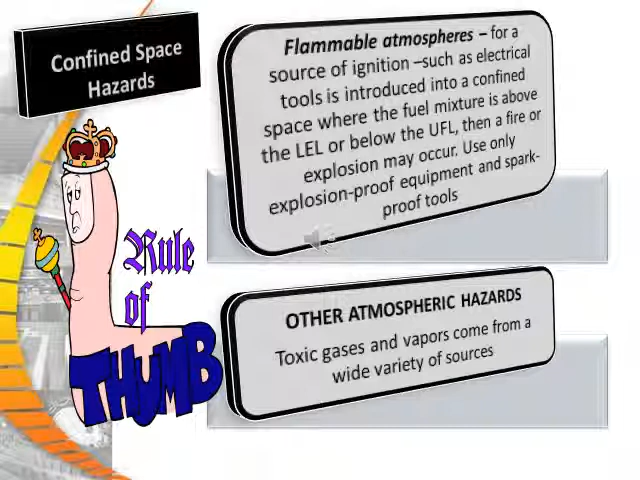 Confined Space
Hazards
Flammable atmospheres – for a
source of ignition –such as electrical
tools is introduced into a confined
space where the fuel mixture is above
the LEL or below the UFL, then a fire or
explosion may occur. Use only
explosion-proof equipment and spark-
proof tools
Rule
of
THUMB
OTHER ATMOSPHERIC HAZARDS
Toxic gases and vapors come from a
wide variety of sources